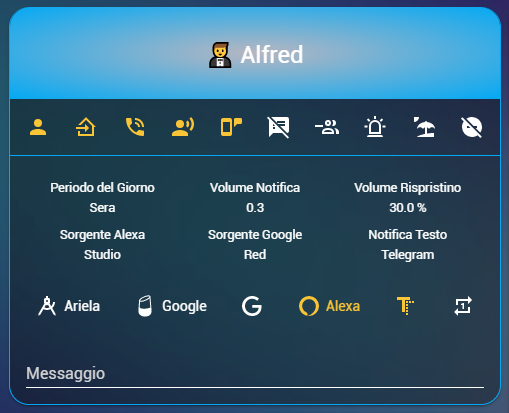 Alfred
Periodo del Giorno
Sera
Volume Notifica
0.3
Volume Rispristino
30.0 %
Sorgente Alexa
Studio
Sorgente Google
Red
Notifica Testo
Telegram
Ariela
Google
Alexa
Messaggio